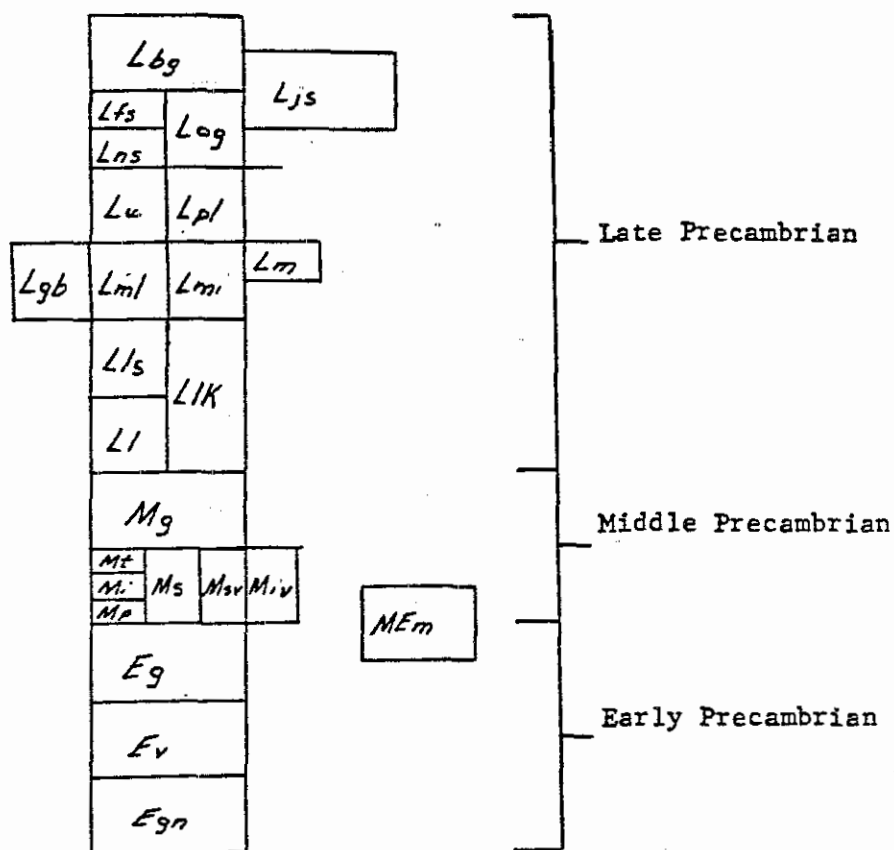 Lbg
Ljs
Lfs
Log
Lns
Lu
Lpl
Late Precambrian
Lgb
Lml
Lmi
Lm
Lls
LlK
Ll
Mg
Middle Precambrian
Mt
Mi
Mp
Ms
Msv
Miv
MEm
Eg
Early Precambrian
Ev
Egn